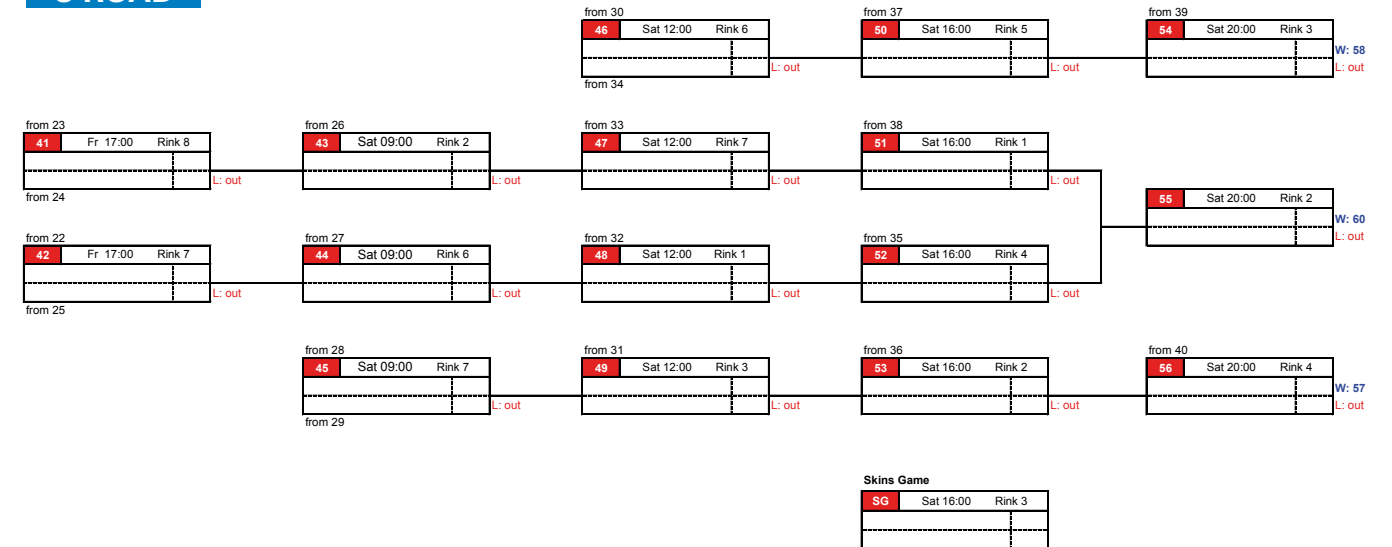 C ROAD
from 30
46 Sat 12:00 Rink 6
L: out
from 34
from 37
50 Sat 16:00 Rink 5
L: out
from 39
54 Sat 20:00 Rink 3
W: 58
L: out
from 23
41 Fr 17:00 Rink 8
L: out
from 24
from 26
43 Sat 09:00 Rink 2
L: out
from 33
47 Sat 12:00 Rink 7
L: out
from 38
51 Sat 16:00 Rink 1
L: out
55 Sat 20:00 Rink 2
W: 60
L: out
from 22
42 Fr 17:00 Rink 7
L: out
from 25
from 27
44 Sat 09:00 Rink 6
L: out
from 32
48 Sat 12:00 Rink 1
L: out
from 35
52 Sat 16:00 Rink 4
L: out
from 28
45 Sat 09:00 Rink 7
L: out
from 29
from 31
49 Sat 12:00 Rink 3
L: out
from 36
53 Sat 16:00 Rink 2
L: out
from 40
56 Sat 20:00 Rink 4
W: 57
L: out
Skins Game
SG Sat 16:00 Rink 3